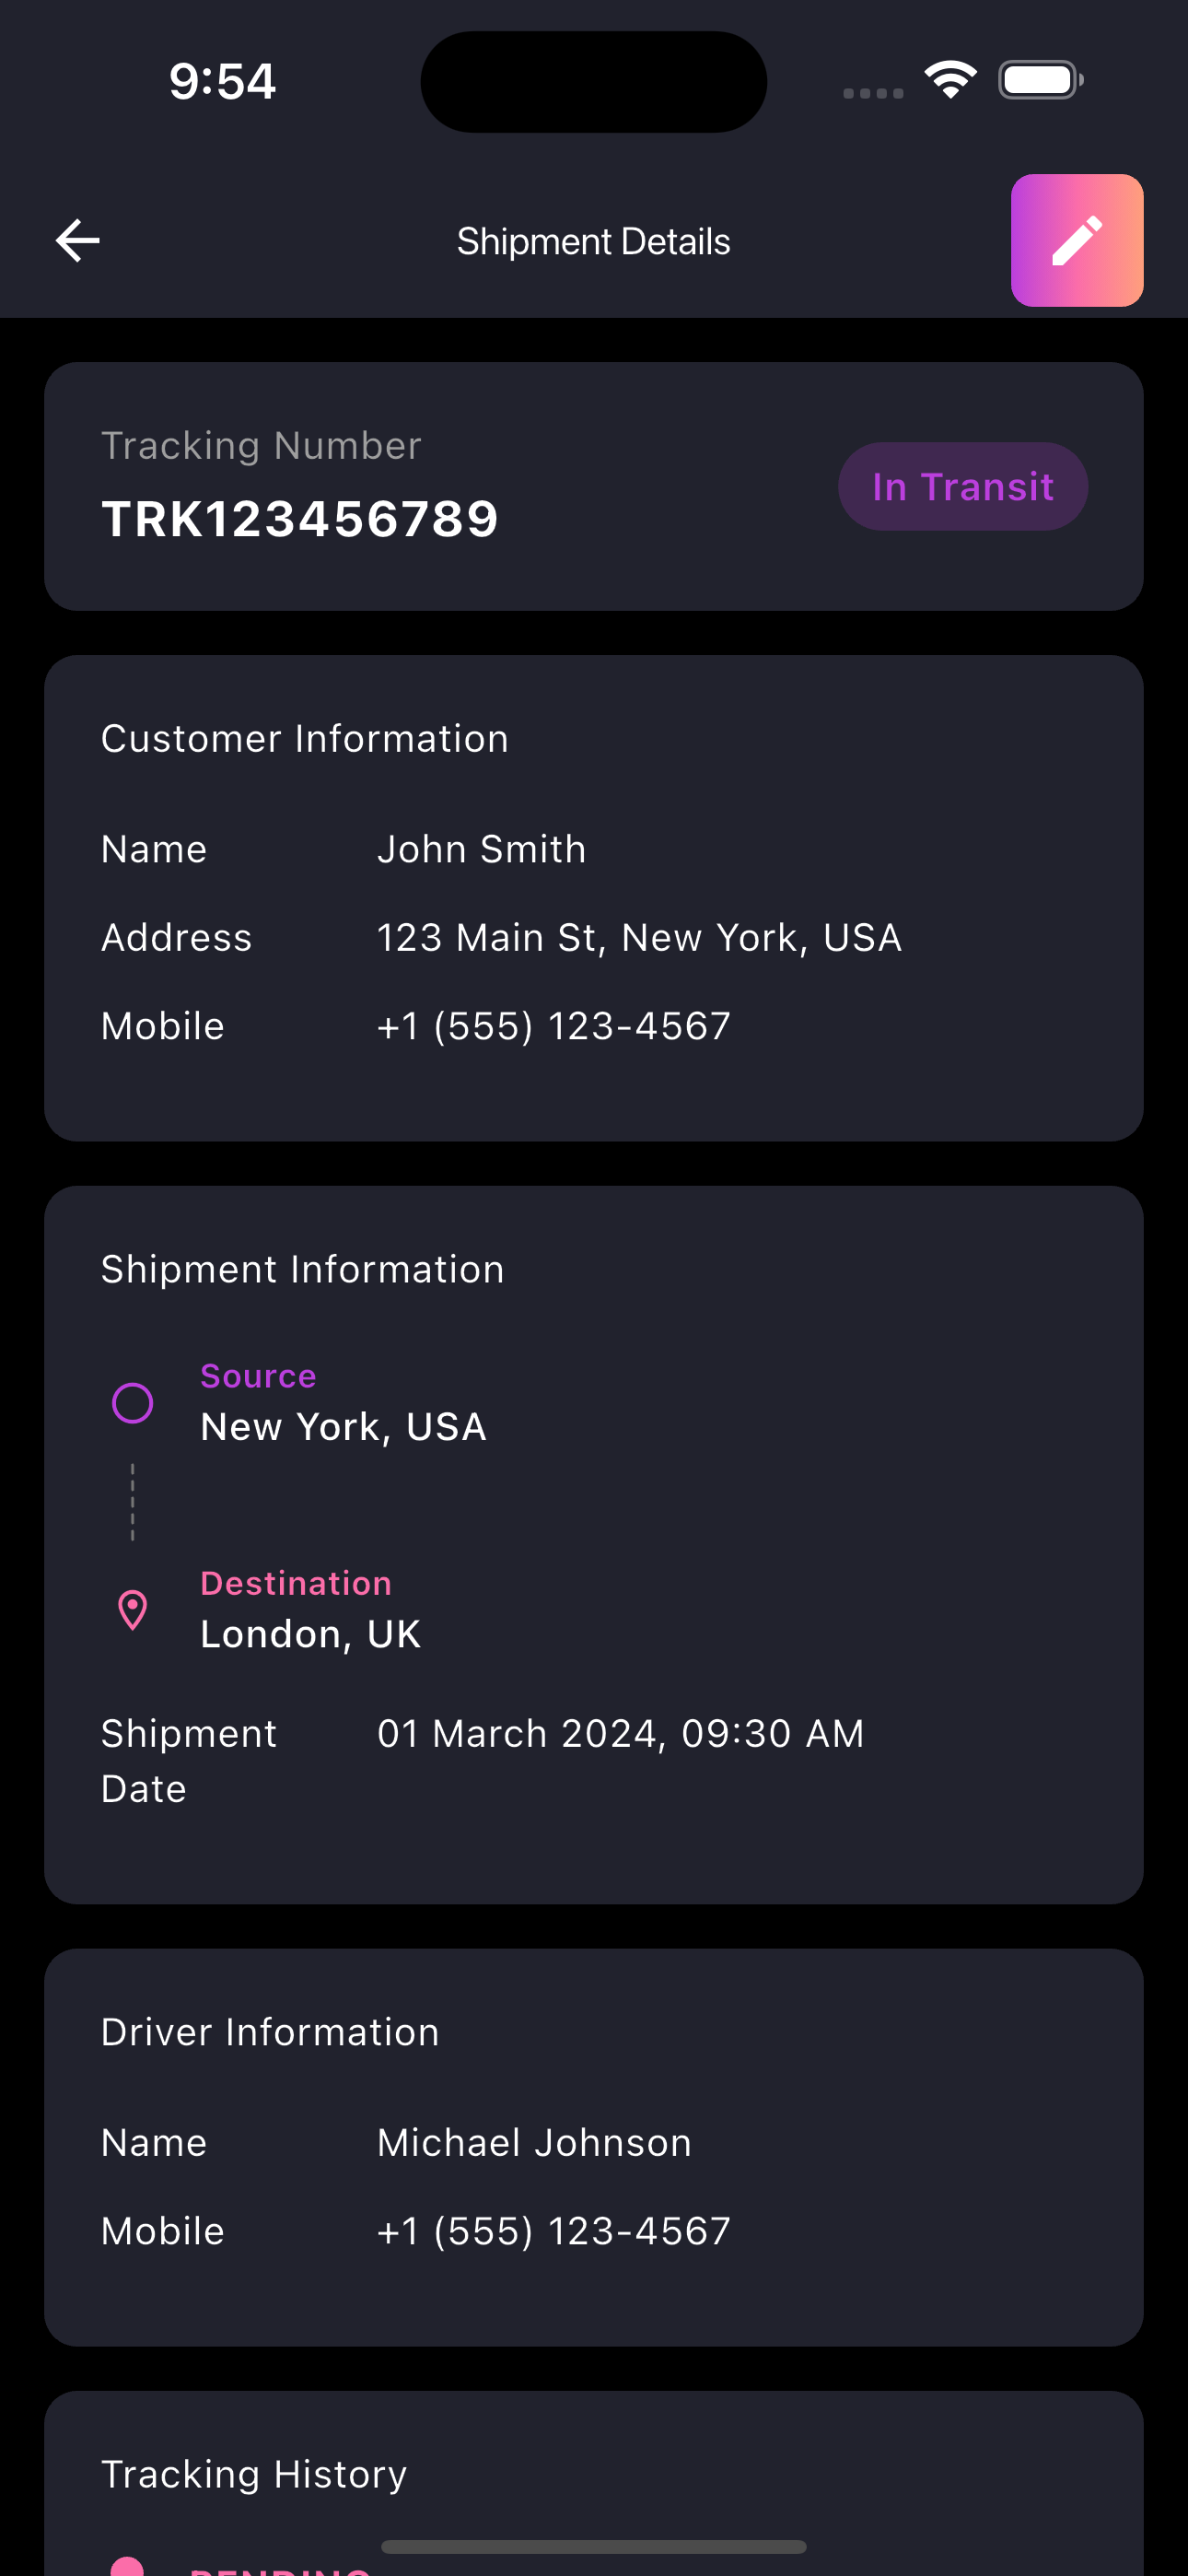 9:54
Shipment Details
Tracking Number
TRK123456789
In Transit
Customer Information
Name John Smith
Address 123 Main St, New York, USA
Mobile +1 (555) 123-4567
Shipment Information
Source
New York, USA
Destination
London, UK
Shipment Date 01 March 2024, 09:30 AM
Driver Information
Name Michael Johnson
Mobile +1 (555) 123-4567
Tracking History
PENDING